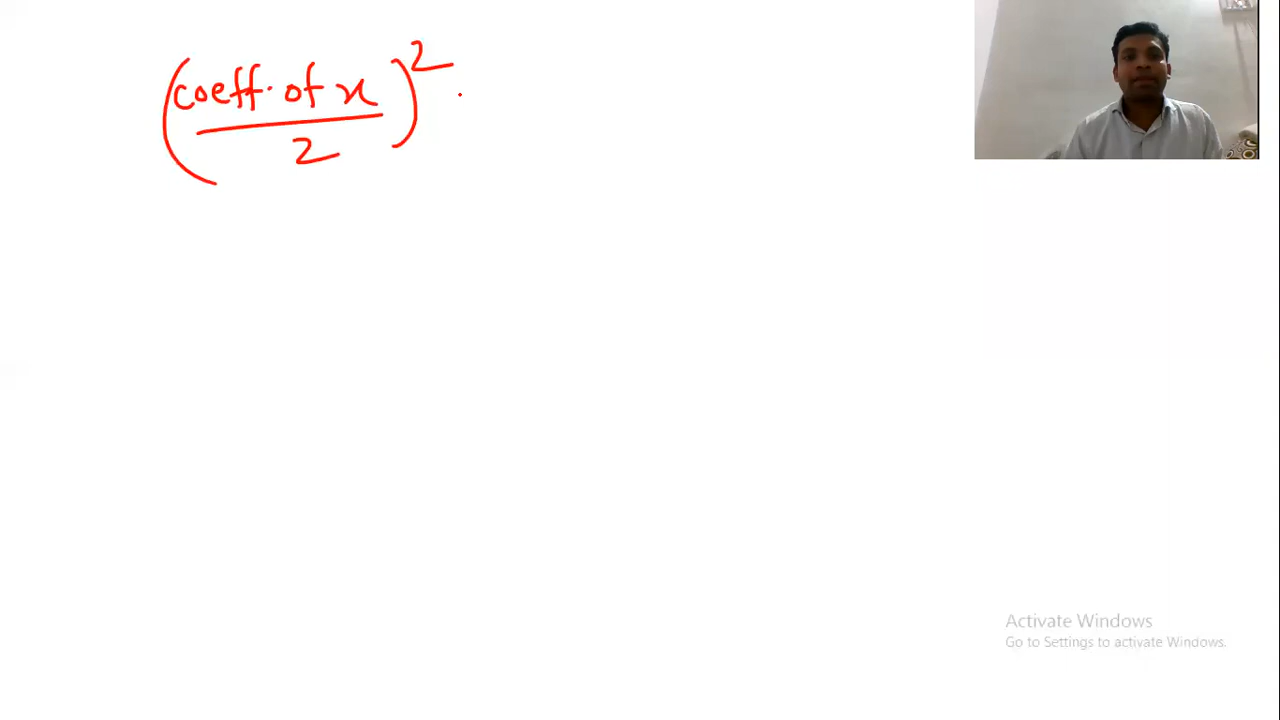 (coeff. of x / 2)²
Activate Windows
Go to Settings to activate Windows.